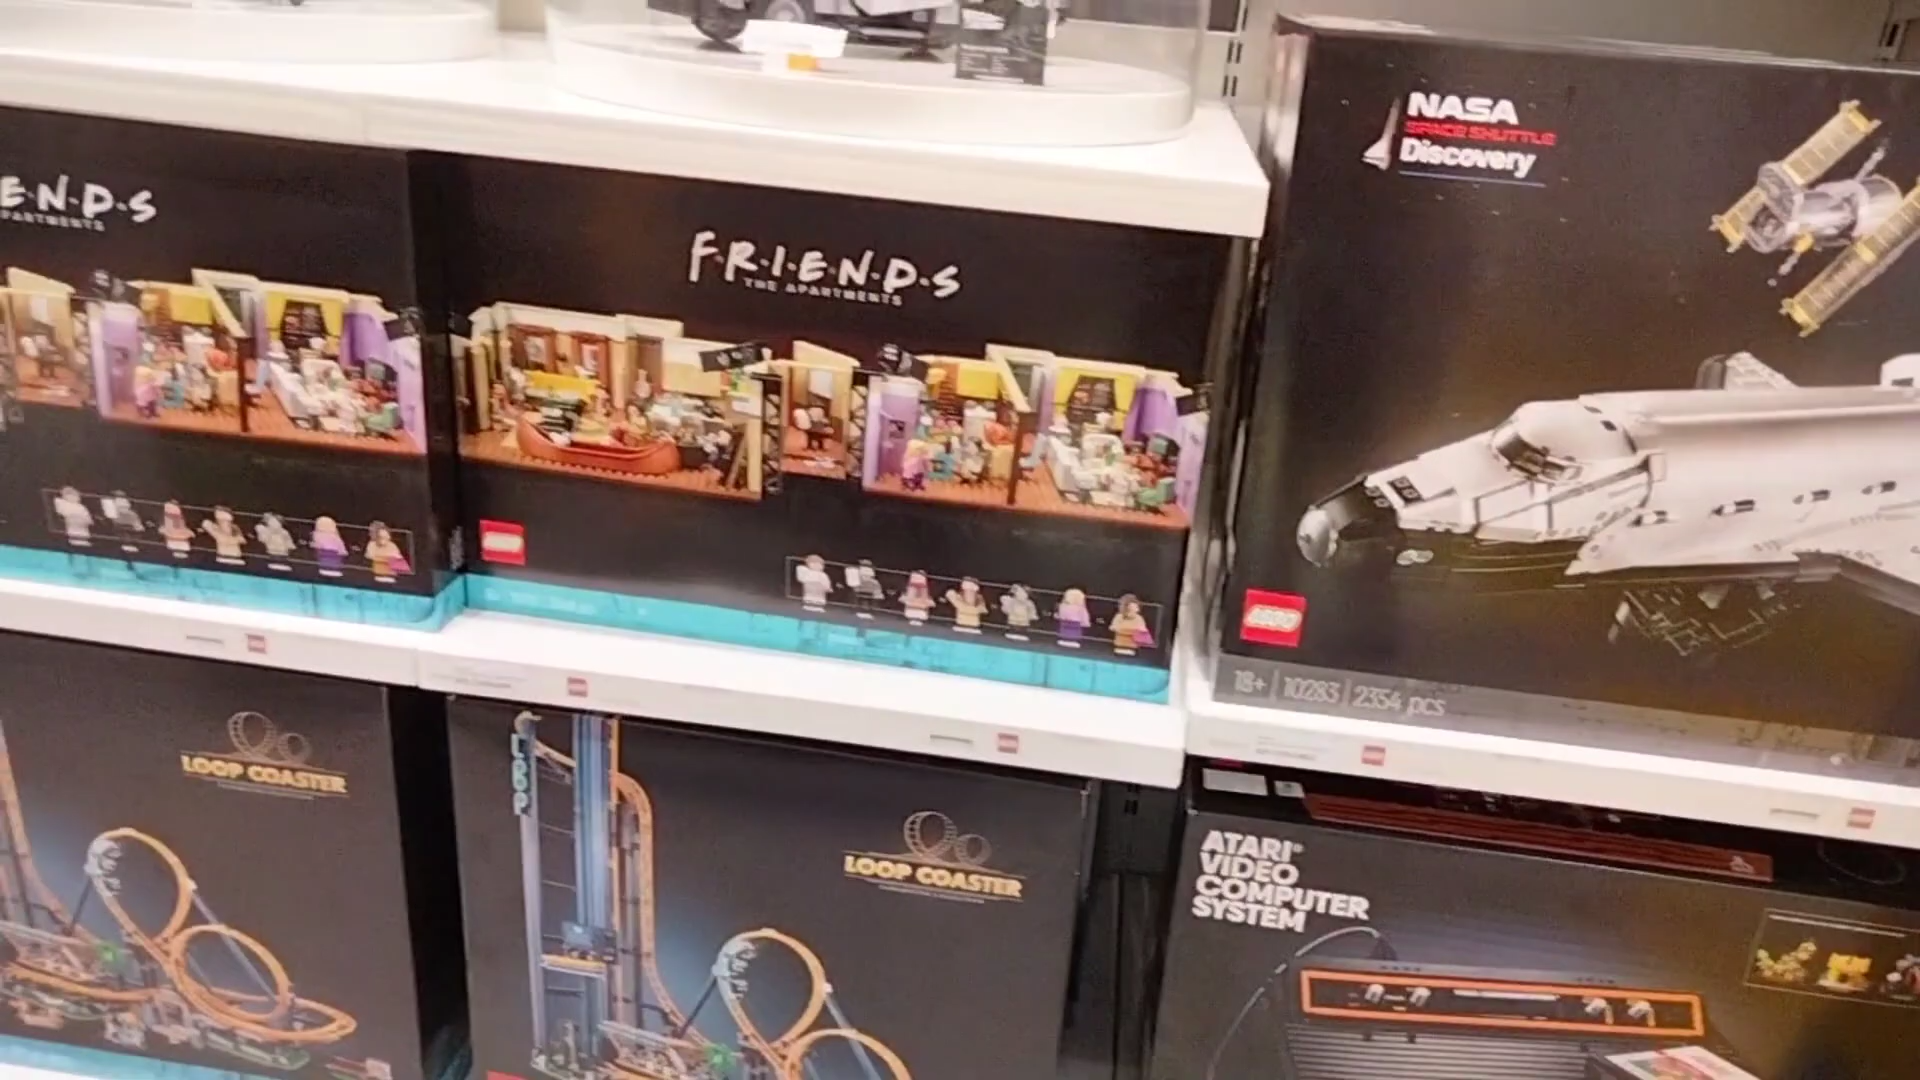 E·N·D·S
PARTMENTS
F·R·I·E·N·D·S
THE APARTMENTS
NASA
SPACE SHUTTLE
Discovery
LEGO
18+ | 10283 | 2354 pcs
LOOP COASTER
LOOP
LOOP COASTER
ATARI®
VIDEO
COMPUTER
SYSTEM